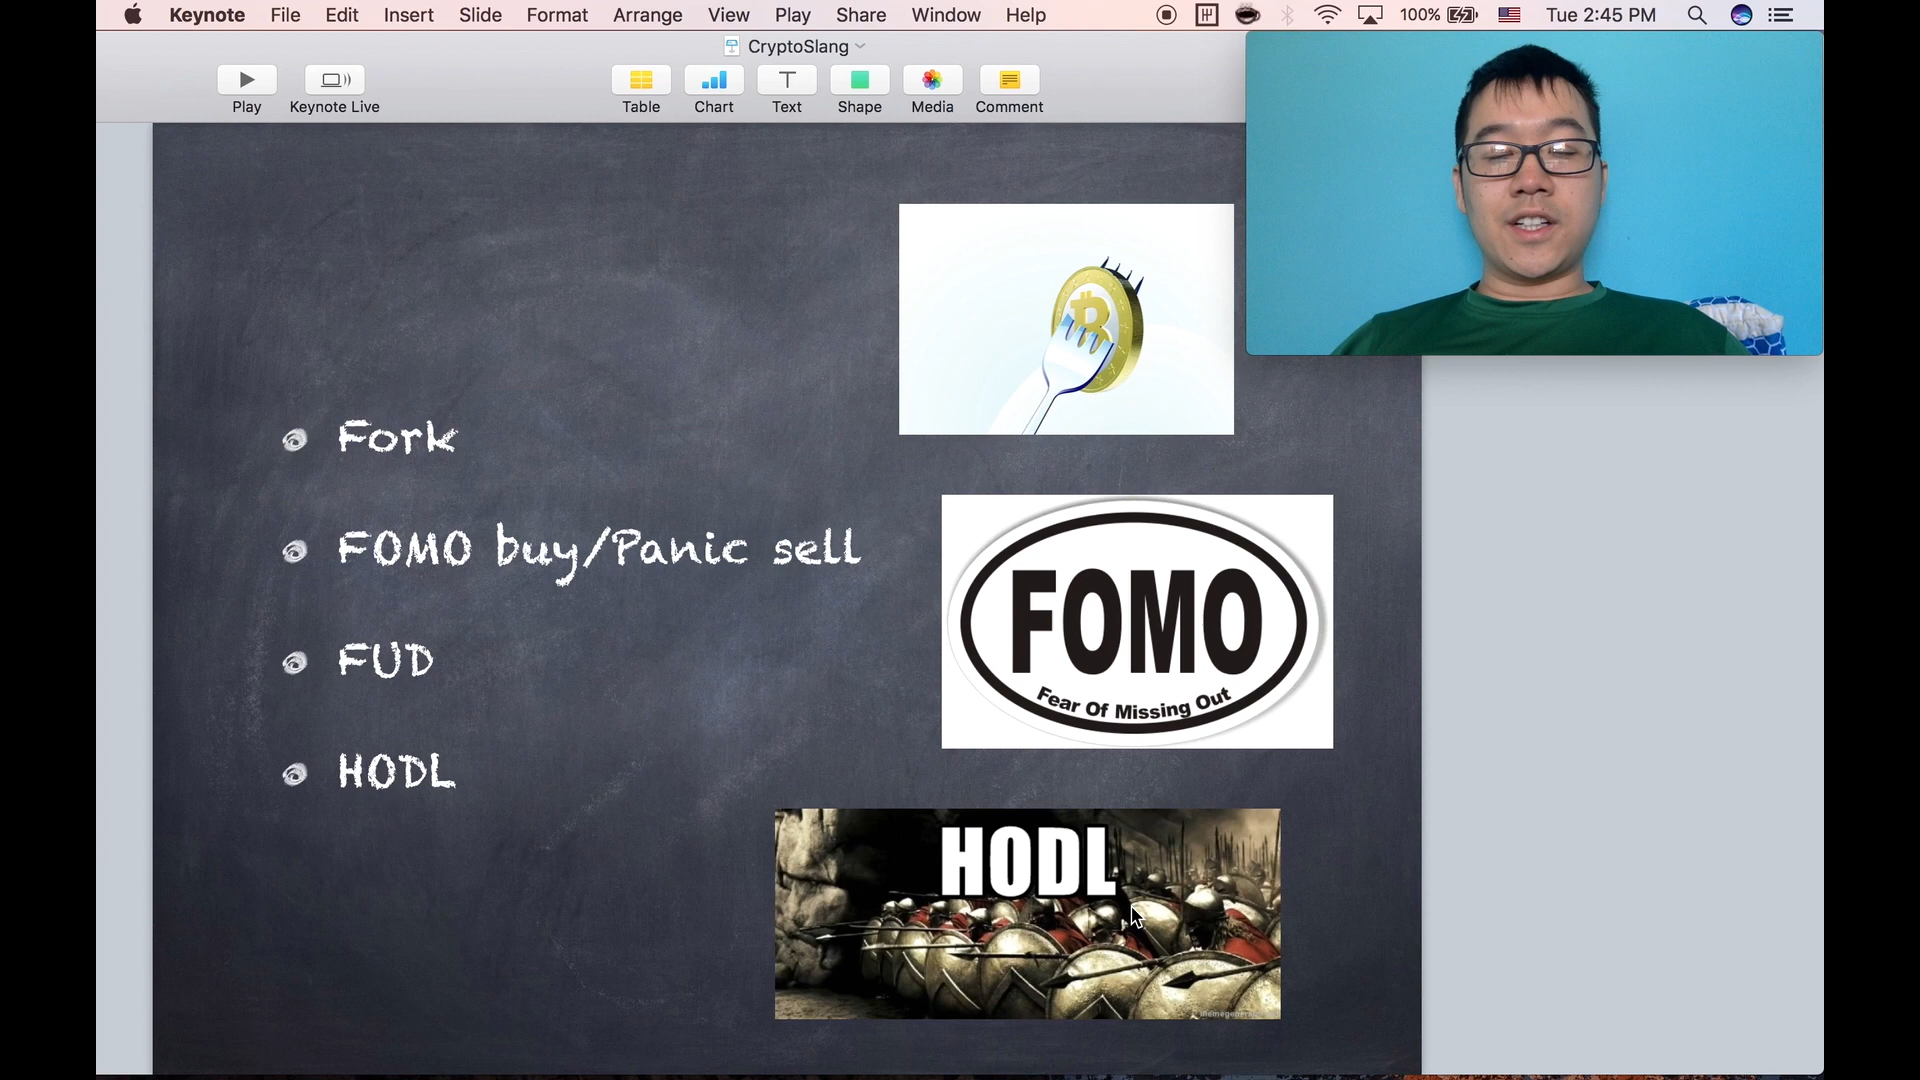 Keynote File Edit Insert Slide Format Arrange View Play Share Window Help 100% Tue 2:45 PM
CryptoSlang
Play Keynote Live Table Chart Text Shape Media Comment
Fork
FOMO buy/Panic sell
FUD
HODL
B
FOMO
Fear Of Missing Out
HODL